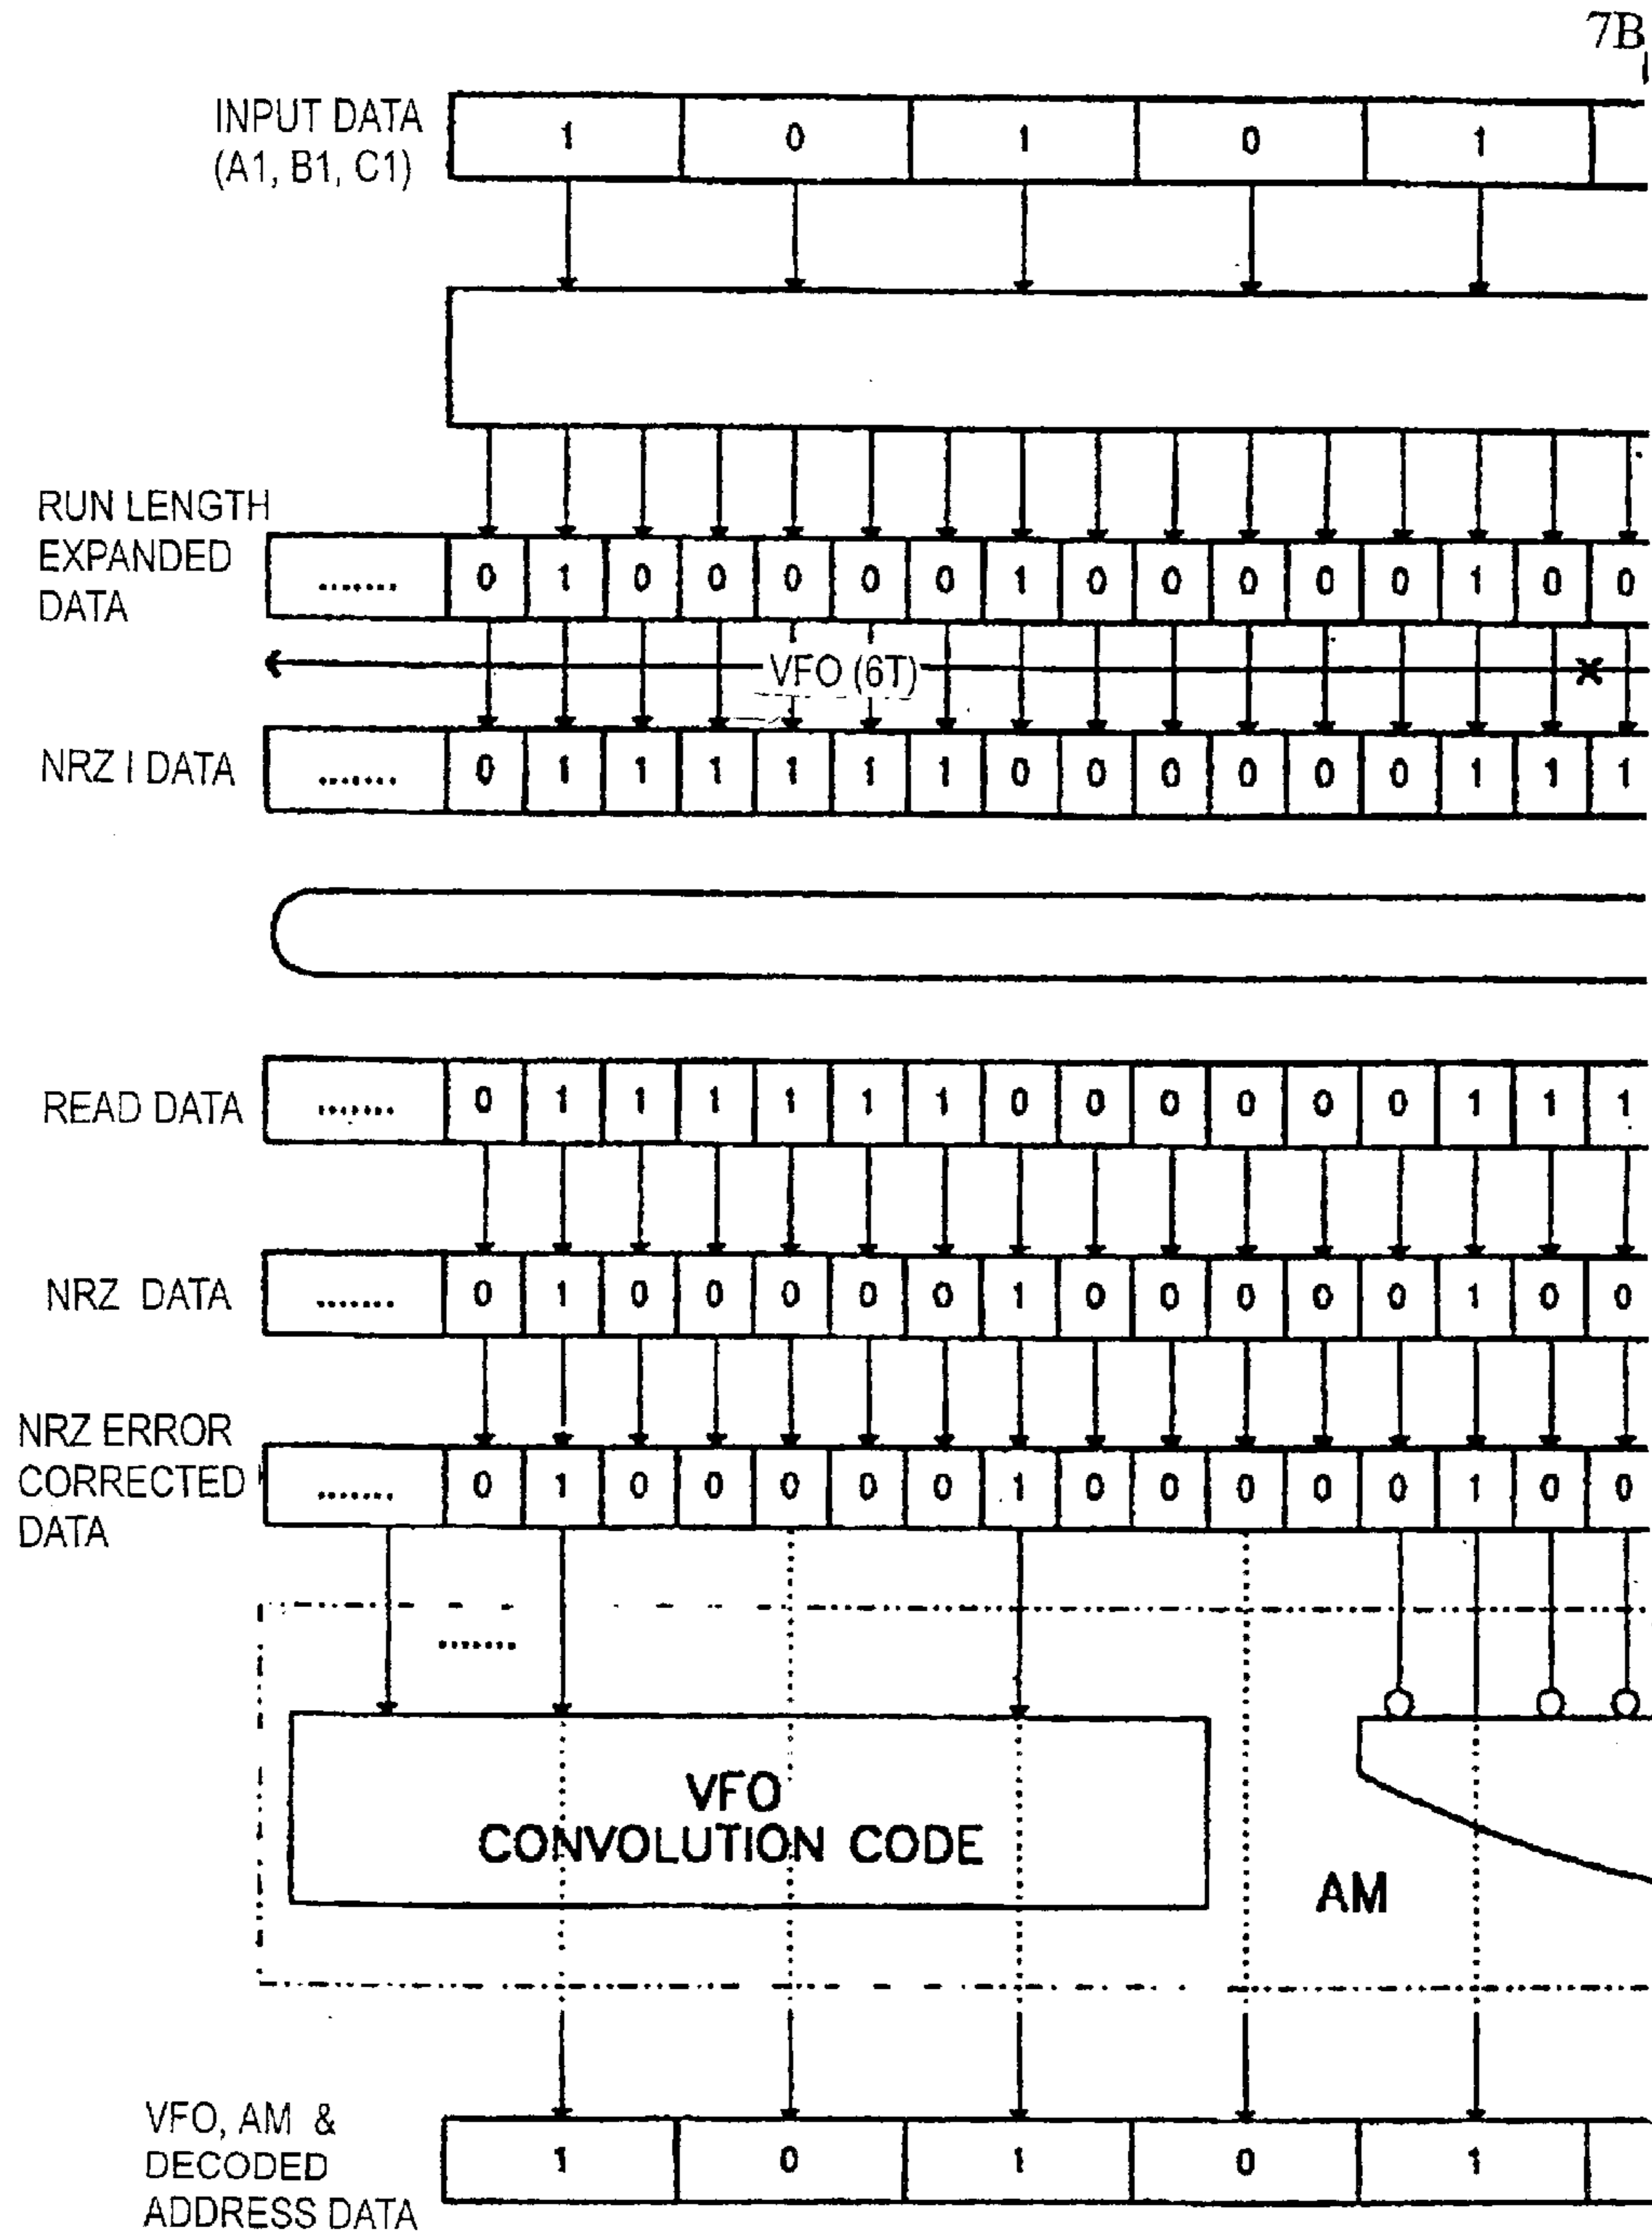 7B
INPUT DATA
(A1, B1, C1)
1 0 1 0 1
RUN LENGTH
EXPANDED
DATA
....... 0 1 0 0 0 0 0 1 0 0 0 0 0 1 0 0
VFO (6T)
NRZ I DATA ....... 0 1 1 1 1 1 1 0 0 0 0 0 0 1 1 1
READ DATA ....... 0 1 1 1 1 1 1 0 0 0 0 0 0 1 1 1
NRZ DATA ....... 0 1 0 0 0 0 0 1 0 0 0 0 0 1 0 0
NRZ ERROR
CORRECTED
DATA
....... 0 1 0 0 0 0 0 1 0 0 0 0 0 1 0 0
.......
VFO
CONVOLUTION CODE
AM
VFO, AM &
DECODED
ADDRESS DATA
1 0 1 0 1